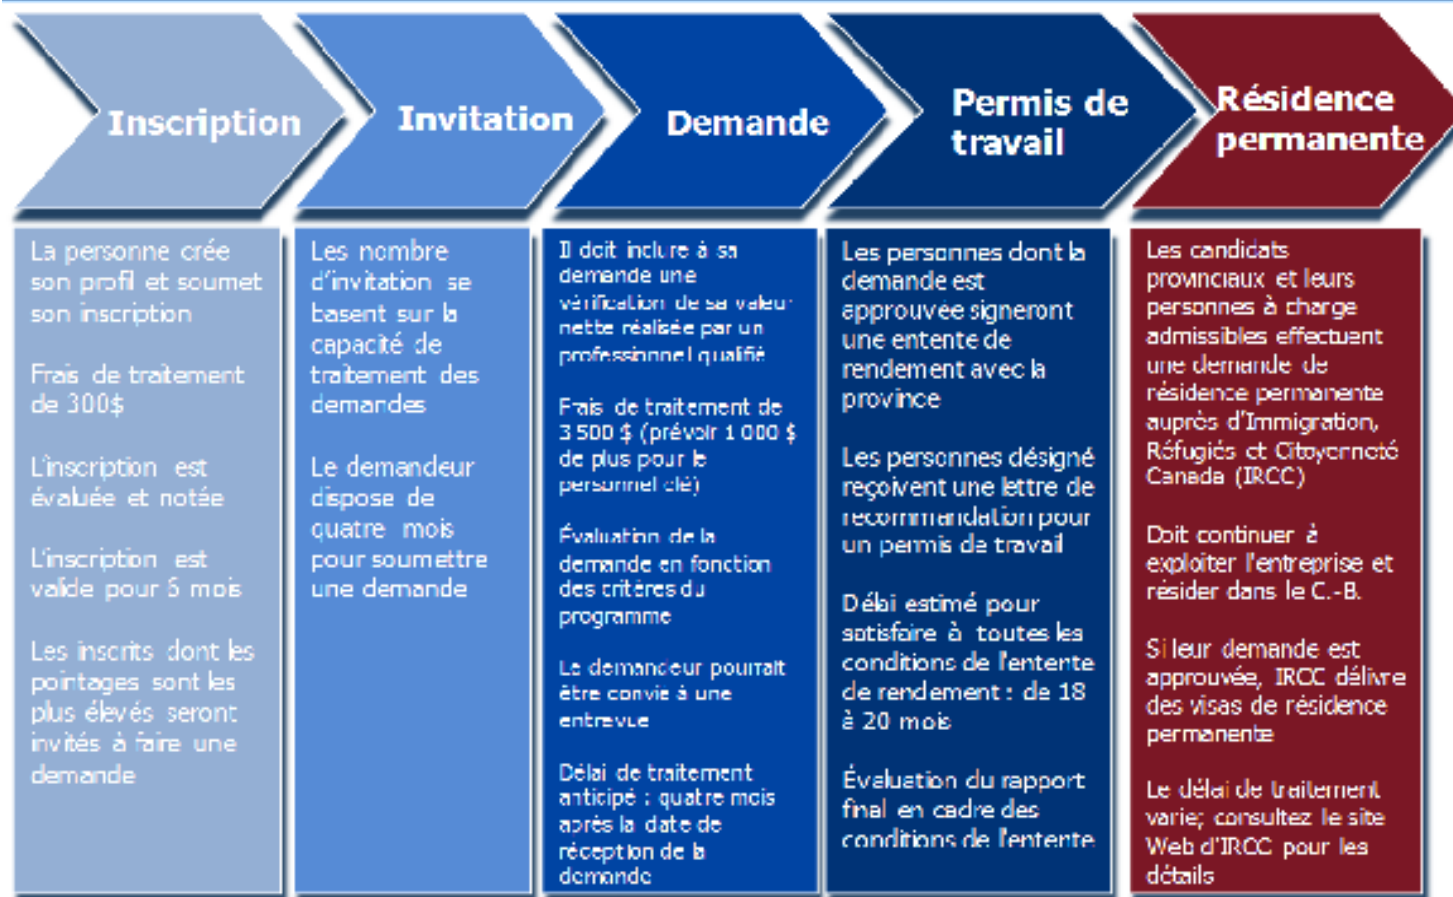 Inscription
La personne crée
son profil et soumet
son inscription
Frais de traitement
de 300$
L'inscription est
évaluée et notée
L'inscription est
valide pour 6 mois
Les inscrits dont les
pointages sont les
plus élevés seront
invités à faire une
demande
Invitation
Les nombre
d'invitation se
basent sur la
capacité de
traitement des
demandes
Le demandeur
dispose de
quatre mois
pour soumettre
une demande
Demande
Il doit inclure à sa
demande une
vérification de sa valeur
nette réalisée par un
professionnel qualifié
Frais de traitement de
3 500 $ (prévoir 1 000 $
de plus pour le
personnel clé)
Évaluation de la
demande en fonction
des critères du
programme
Le demandeur pourrait
être convie à une
entrevue
Délai de traitement
anticipé : quatre mois
après la date de
réception de la
demande
Permis de
travail
Les personnes dont la
demande est
approuvée signeront
une entente de
rendement avec la
province
Les personnes désigné
reçoivent une lettre de
recommandation pour
un permis de travail
Délai estimé pour
satisfaire à toutes les
conditions de l'entente
de rendement : de 18
à 20 mois
Évaluation du rapport
final en cadre des
conditions de l'entente
Résidence
permanente
Les candidats
provinciaux et leurs
personnes à charge
admissibles effectuent
une demande de
résidence permanente
auprès d'Immigration,
Réfugiés et Citoyenneté
Canada (IRCC)
Doit continuer à
exploiter l'entreprise et
résider dans le C.-B.
Si leur demande est
approuvée, IRCC délivre
des visas de résidence
permanente
Le délai de traitement
varie; consultez le site
Web d'IRCC pour les
détails